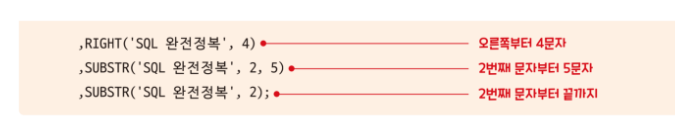 ,RIGHT('SQL 완전정복', 4) 오른쪽부터 4문자
,SUBSTR('SQL 완전정복', 2, 5) 2번째 문자부터 5문자
,SUBSTR('SQL 완전정복', 2); 2번째 문자부터 끝까지